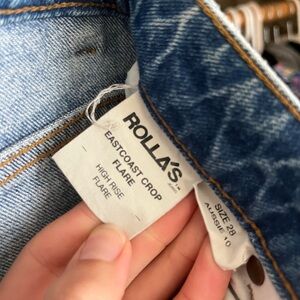 ROLLA'S
EASTCOAST CROP
FLARE
HIGH RISE
FLARE
SIZE 28
AUSSIE 10